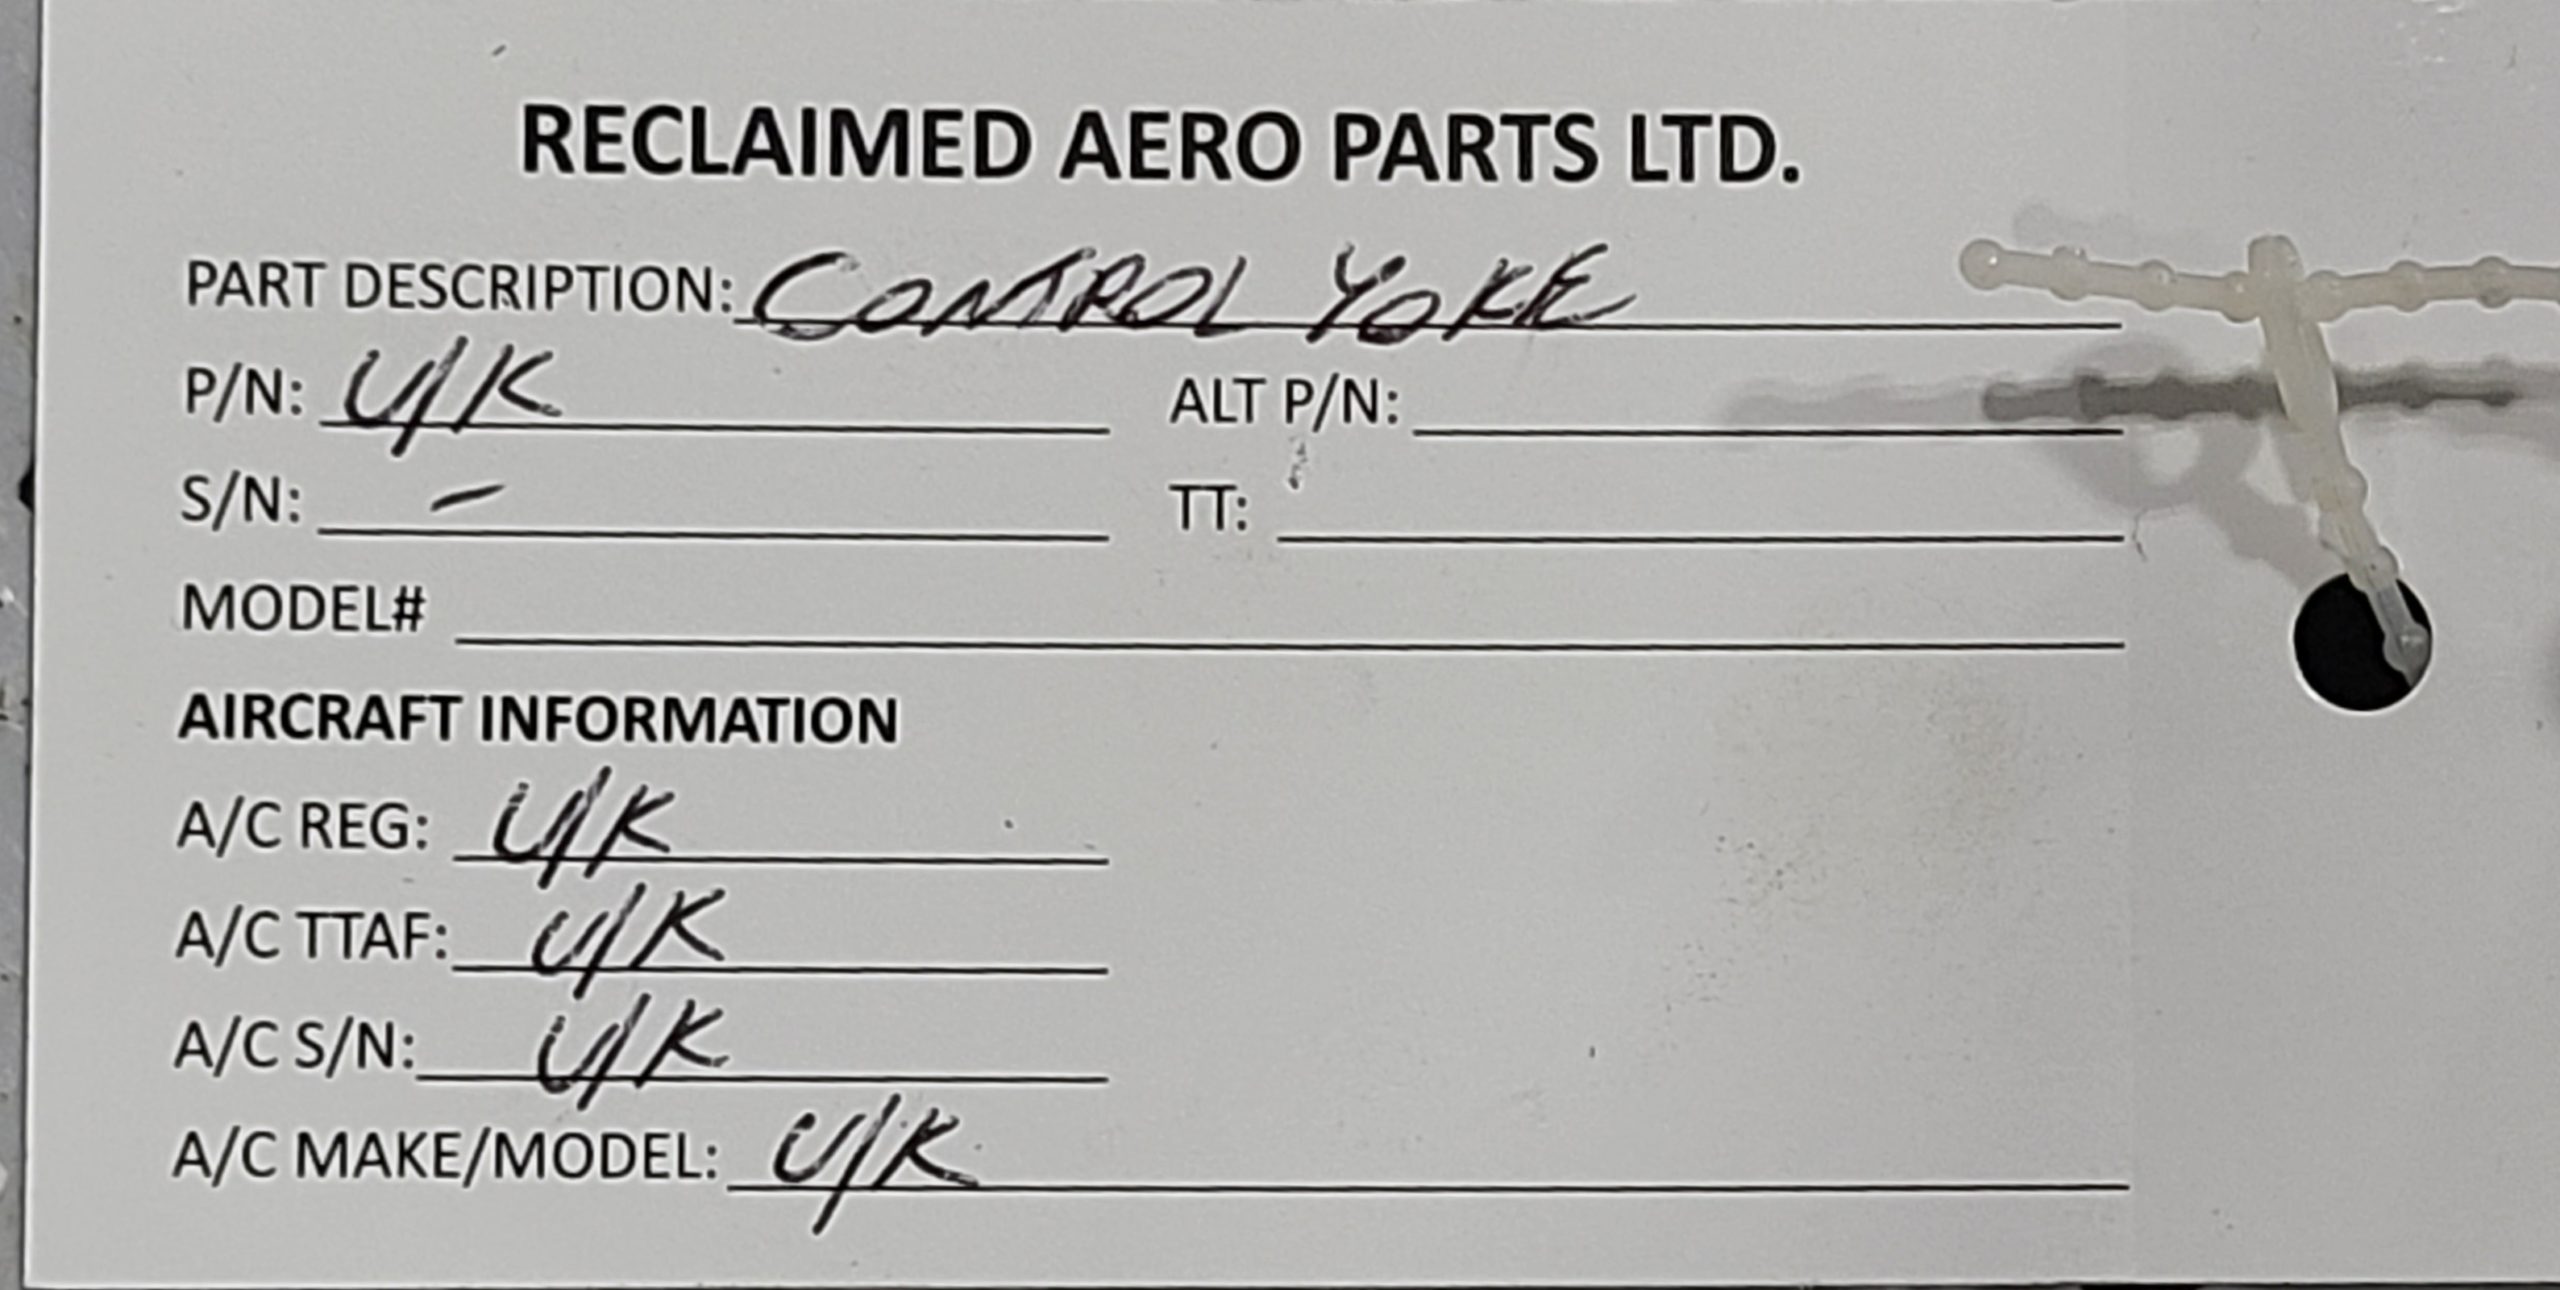 RECLAIMED AERO PARTS LTD.
PART DESCRIPTION: CONTROL YOKE
P/N: U/K ALT P/N:
S/N: - TT:
MODEL#
AIRCRAFT INFORMATION
A/C REG: U/K
A/C TTAF: U/K
A/C S/N: U/K
A/C MAKE/MODEL: U/K